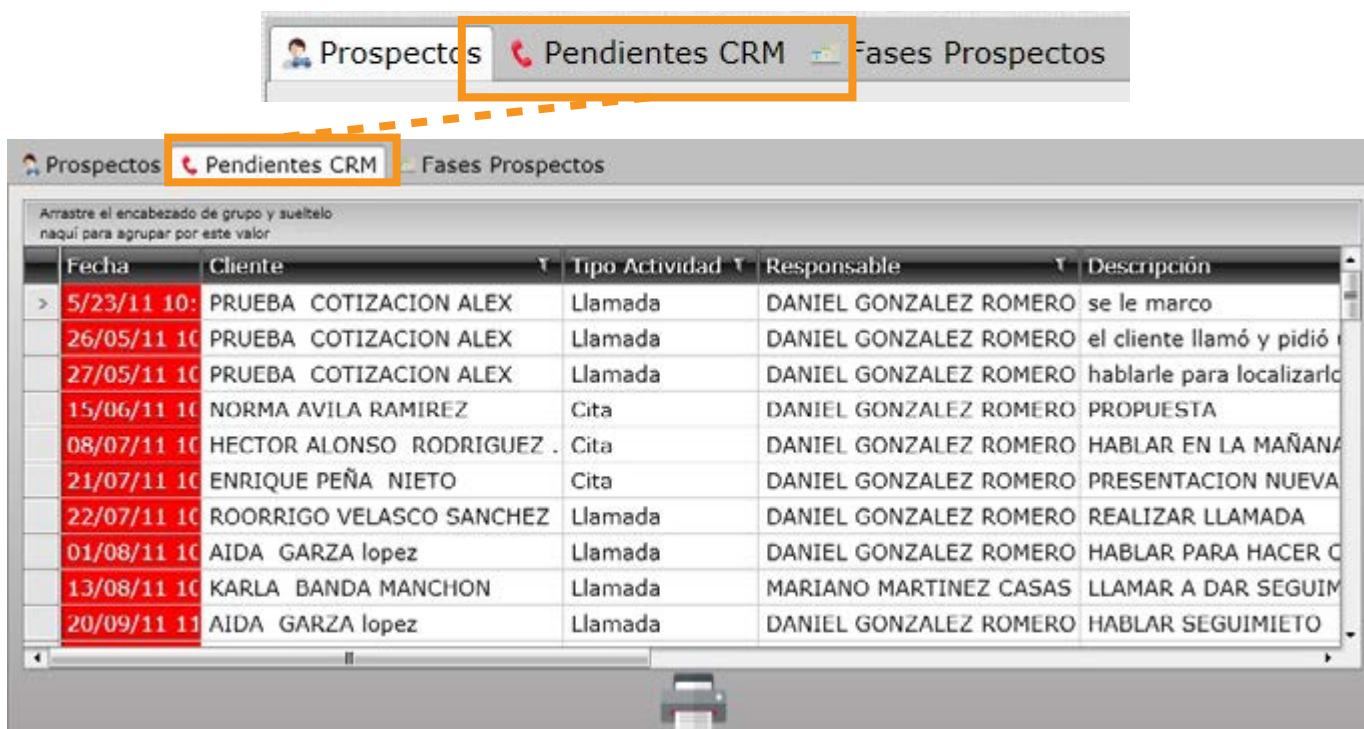 Prospectos Pendientes CRM Fases Prospectos
Prospectos Pendientes CRM Fases Prospectos
Arrastre el encabezado de grupo y sueltelo
naquí para agrupar por este valor
Fecha Cliente Tipo Actividad Responsable Descripción
5/23/11 10: PRUEBA COTIZACION ALEX Llamada DANIEL GONZALEZ ROMERO se le marco
26/05/11 10 PRUEBA COTIZACION ALEX Llamada DANIEL GONZALEZ ROMERO el cliente llamó y pidió
27/05/11 10 PRUEBA COTIZACION ALEX Llamada DANIEL GONZALEZ ROMERO hablarle para localizarlo
15/06/11 10 NORMA AVILA RAMIREZ Cita DANIEL GONZALEZ ROMERO PROPUESTA
08/07/11 10 HECTOR ALONSO RODRIGUEZ . Cita DANIEL GONZALEZ ROMERO HABLAR EN LA MAÑANA
21/07/11 10 ENRIQUE PEÑA NIETO Cita DANIEL GONZALEZ ROMERO PRESENTACION NUEVA
22/07/11 10 ROORRIGO VELASCO SANCHEZ Llamada DANIEL GONZALEZ ROMERO REALIZAR LLAMADA
01/08/11 10 AIDA GARZA lopez Llamada DANIEL GONZALEZ ROMERO HABLAR PARA HACER
13/08/11 10 KARLA BANDA MANCHON Llamada MARIANO MARTINEZ CASAS LLAMAR A DAR SEGUIM
20/09/11 11 AIDA GARZA lopez Llamada DANIEL GONZALEZ ROMERO HABLAR SEGUIMIETO